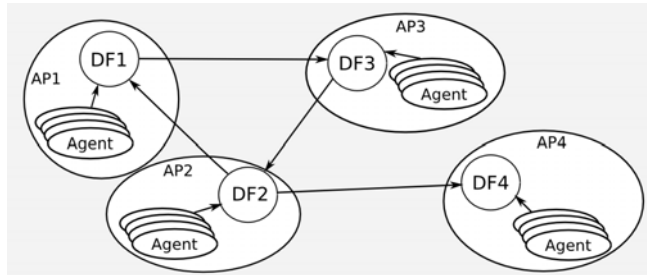 AP1
DF1
Agent
AP3
DF3
Agent
AP2
DF2
Agent
AP4
DF4
Agent